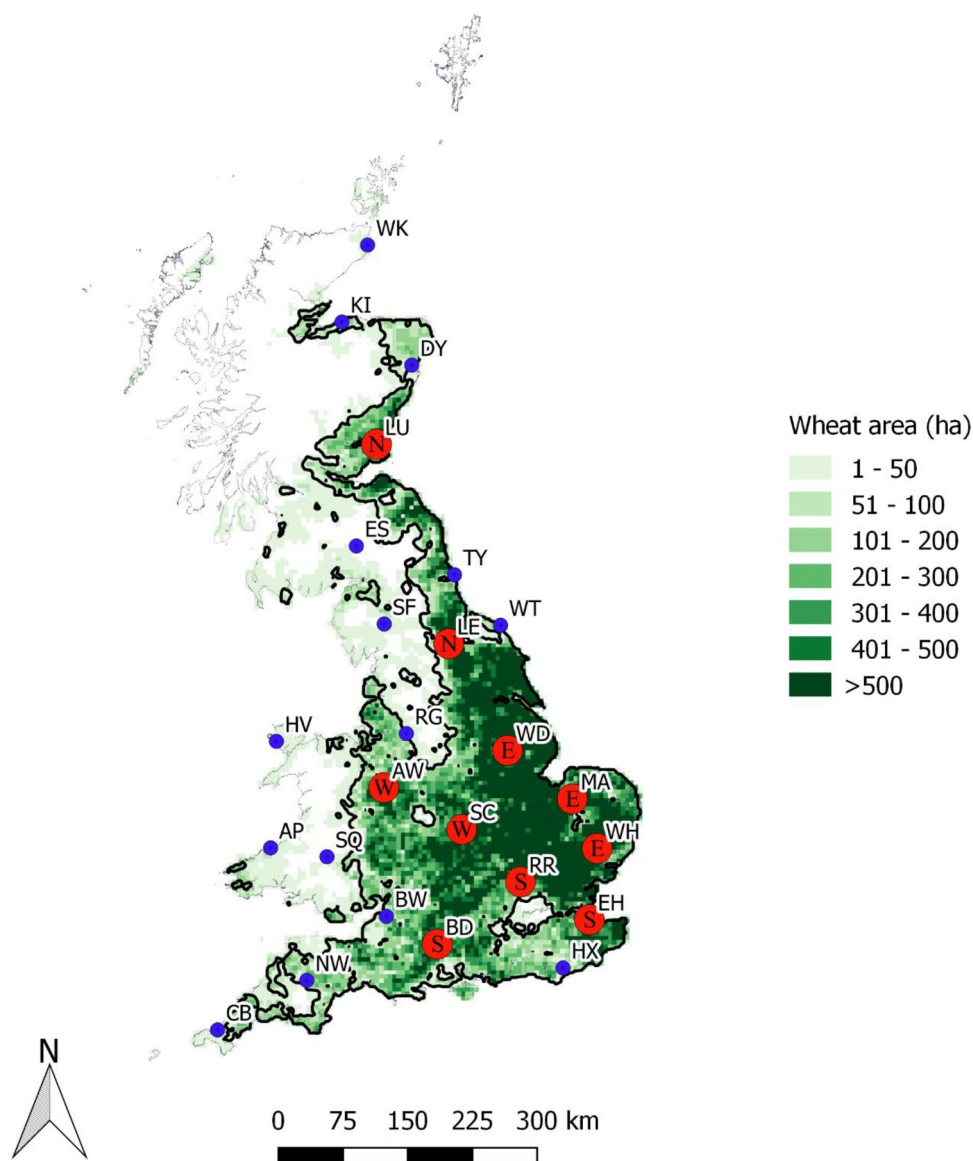 WK
KI
DY
LU
N
ES
TY
SF
WT
LE
N
RG
HV
WD
E
AW
W
MA
E
SC
W
AP
SQ
WH
E
RR
S
BW
EH
S
BD
S
HX
NW
CB
Wheat area (ha)
1 - 50
51 - 100
101 - 200
201 - 300
301 - 400
401 - 500
>500
N
0 75 150 225 300 km